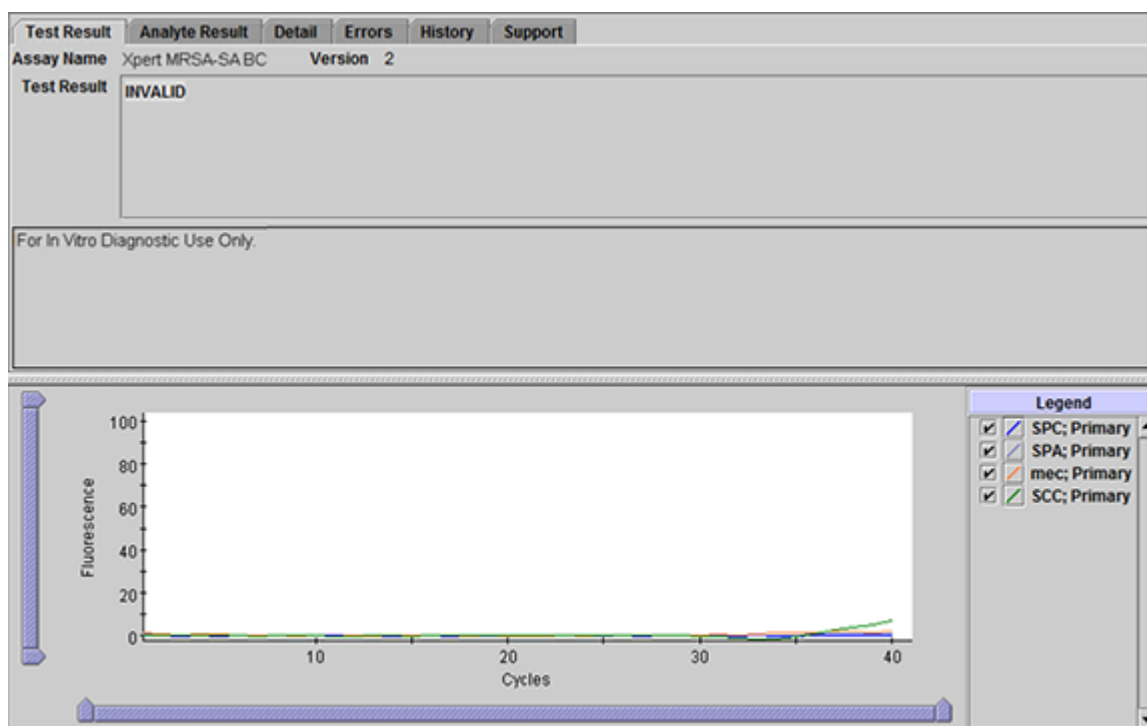 Test Result Analyte Result Detail Errors History Support
Assay Name Xpert MRSA-SA BC Version 2
Test Result INVALID
For In Vitro Diagnostic Use Only.
Legend
SPC; Primary
SPA; Primary
mec; Primary
SCC; Primary
Fluorescence
100
80
60
40
20
0
10 20 30 40
Cycles